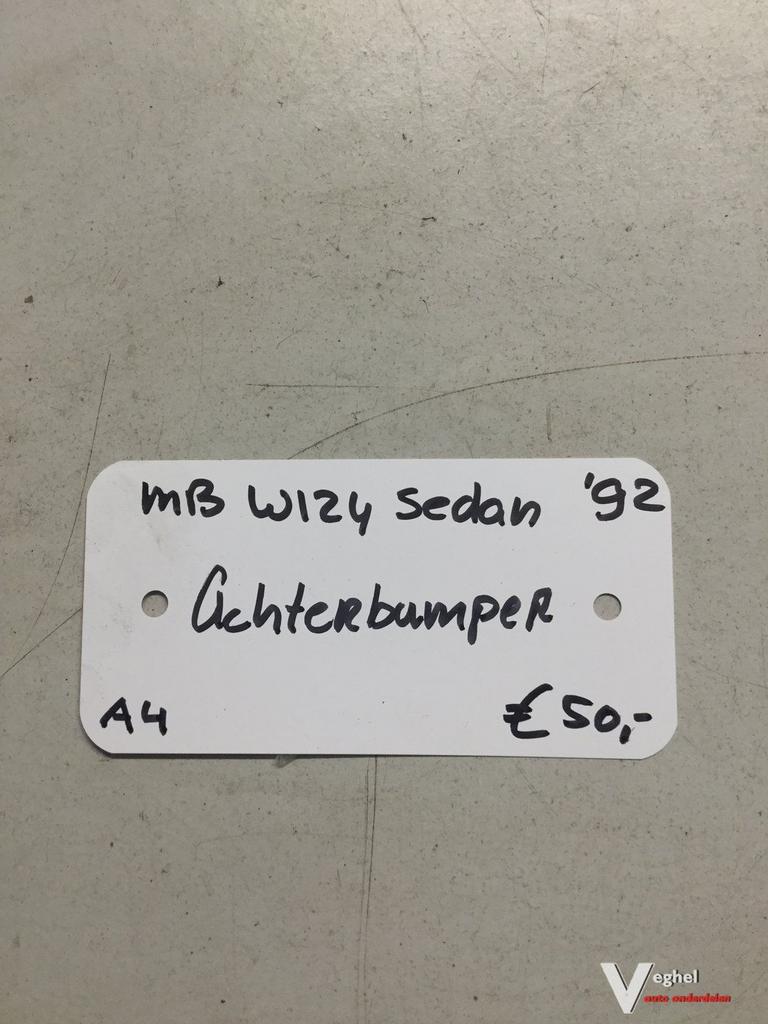 MB W124 Sedan '92
Achterbumper
A4 € 50,-
Veghel
auto onderdelen